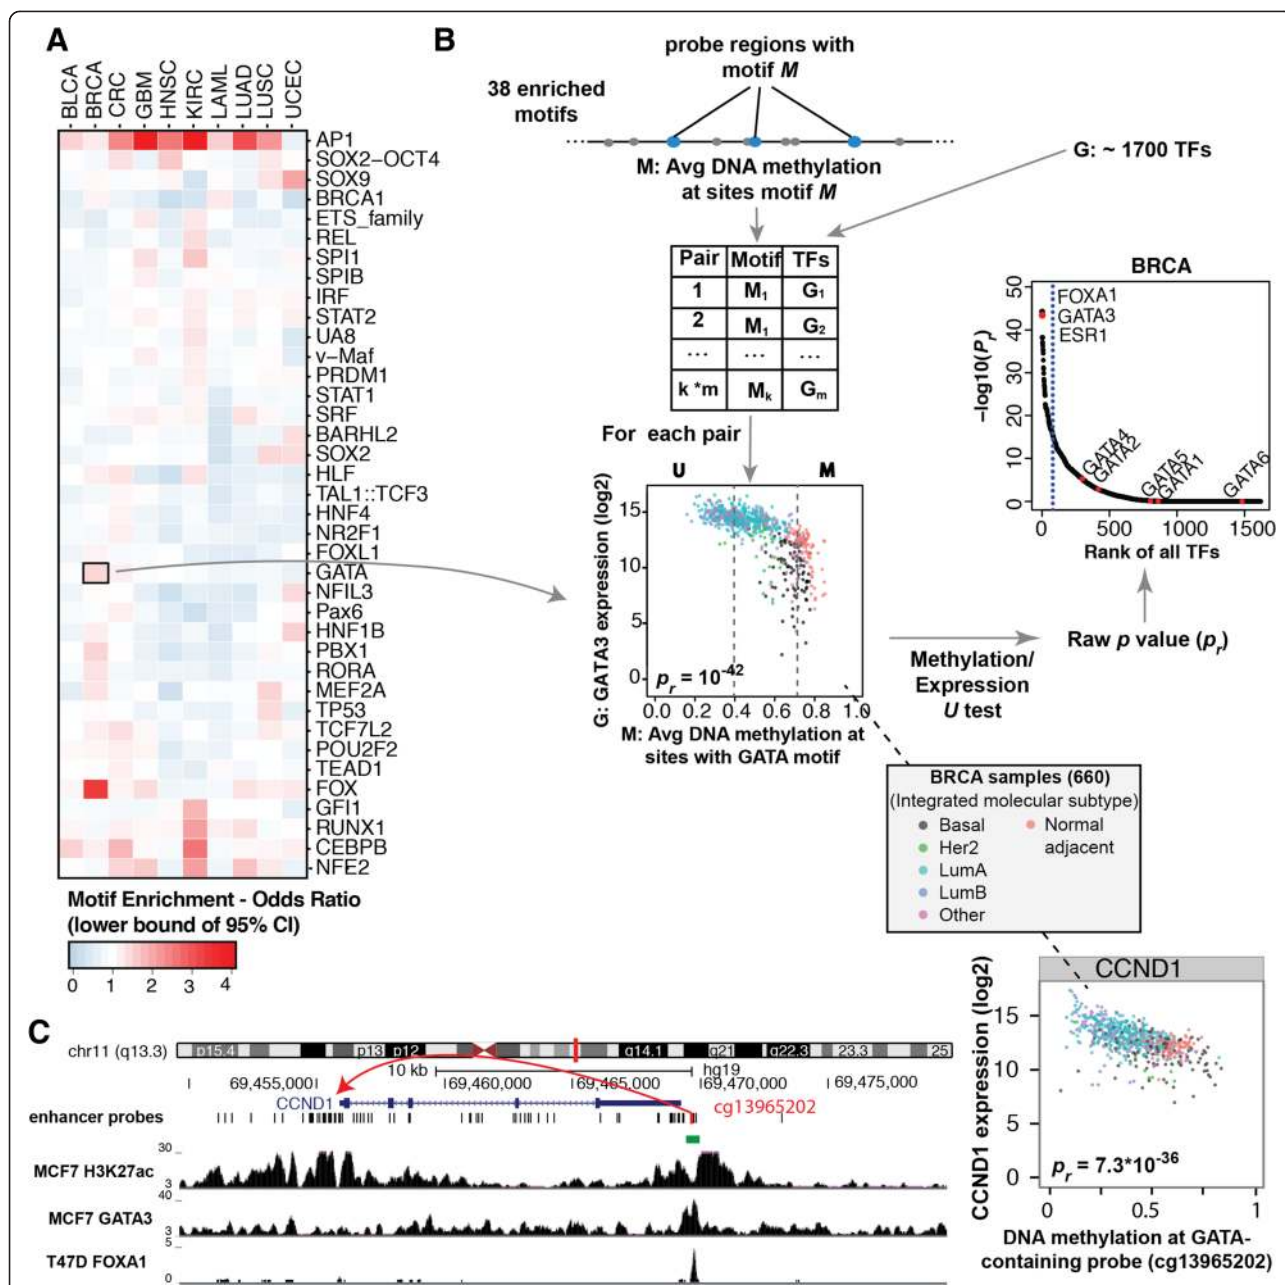 A
BLCA
BRCA
CRC
GBM
HNSC
KIRC
LAML
LUAD
LUSC
UCEC
AP1
SOX2-OCT4
SOX9
BRCA1
ETS_family
REL
SPI1
SPIB
IRF
STAT2
UA8
v-Maf
PRDM1
STAT1
SRF
BARHL2
SOX2
HLF
TAL1::TCF3
HNF4
NR2F1
FOXL1
GATA
NFIL3
Pax6
HNF1B
PBX1
RORA
MEF2A
TP53
TCF7L2
POU2F2
TEAD1
FOX
GFI1
RUNX1
CEBPB
NFE2
Motif Enrichment - Odds Ratio
(lower bound of 95% CI)
0 1 2 3 4
B
probe regions with
motif M
38 enriched
motifs
M: Avg DNA methylation
at sites motif M
G: ~ 1700 TFs
Pair Motif TFs
1 M1 G1
2 M1 G2
... ... ...
k *m Mk Gm
For each pair
U M
G: GATA3 expression (log2)
15
10
5
0
pr = 10-42
0.0 0.2 0.4 0.6 0.8 1.0
M: Avg DNA methylation at
sites with GATA motif
Methylation/
Expression
U test
Raw p value (pr)
BRCA
-log10(Pr)
50
40
30
20
10
0
FOXA1
GATA3
ESR1
GATA4
GATA2
GATA5
GATA1
GATA6
0 500 1000 1500
Rank of all TFs
BRCA samples (660)
(Integrated molecular subtype)
Basal
Her2
LumA
LumB
Other
Normal
adjacent
CCND1
CCND1 expression (log2)
15
10
5
0
pr = 7.3*10-36
0 0.5 1
DNA methylation at GATA-
containing probe (cg13965202)
C
chr11 (q13.3)
p15.4 p13 p12 q14.1 q21 q22.3 23.3 25
10 kb hg19
69,455,000 69,460,000 69,465,000 69,470,000 69,475,000
CCND1
cg13965202
enhancer probes
MCF7 H3K27ac
30
3
MCF7 GATA3
40
3
T47D FOXA1
5
0